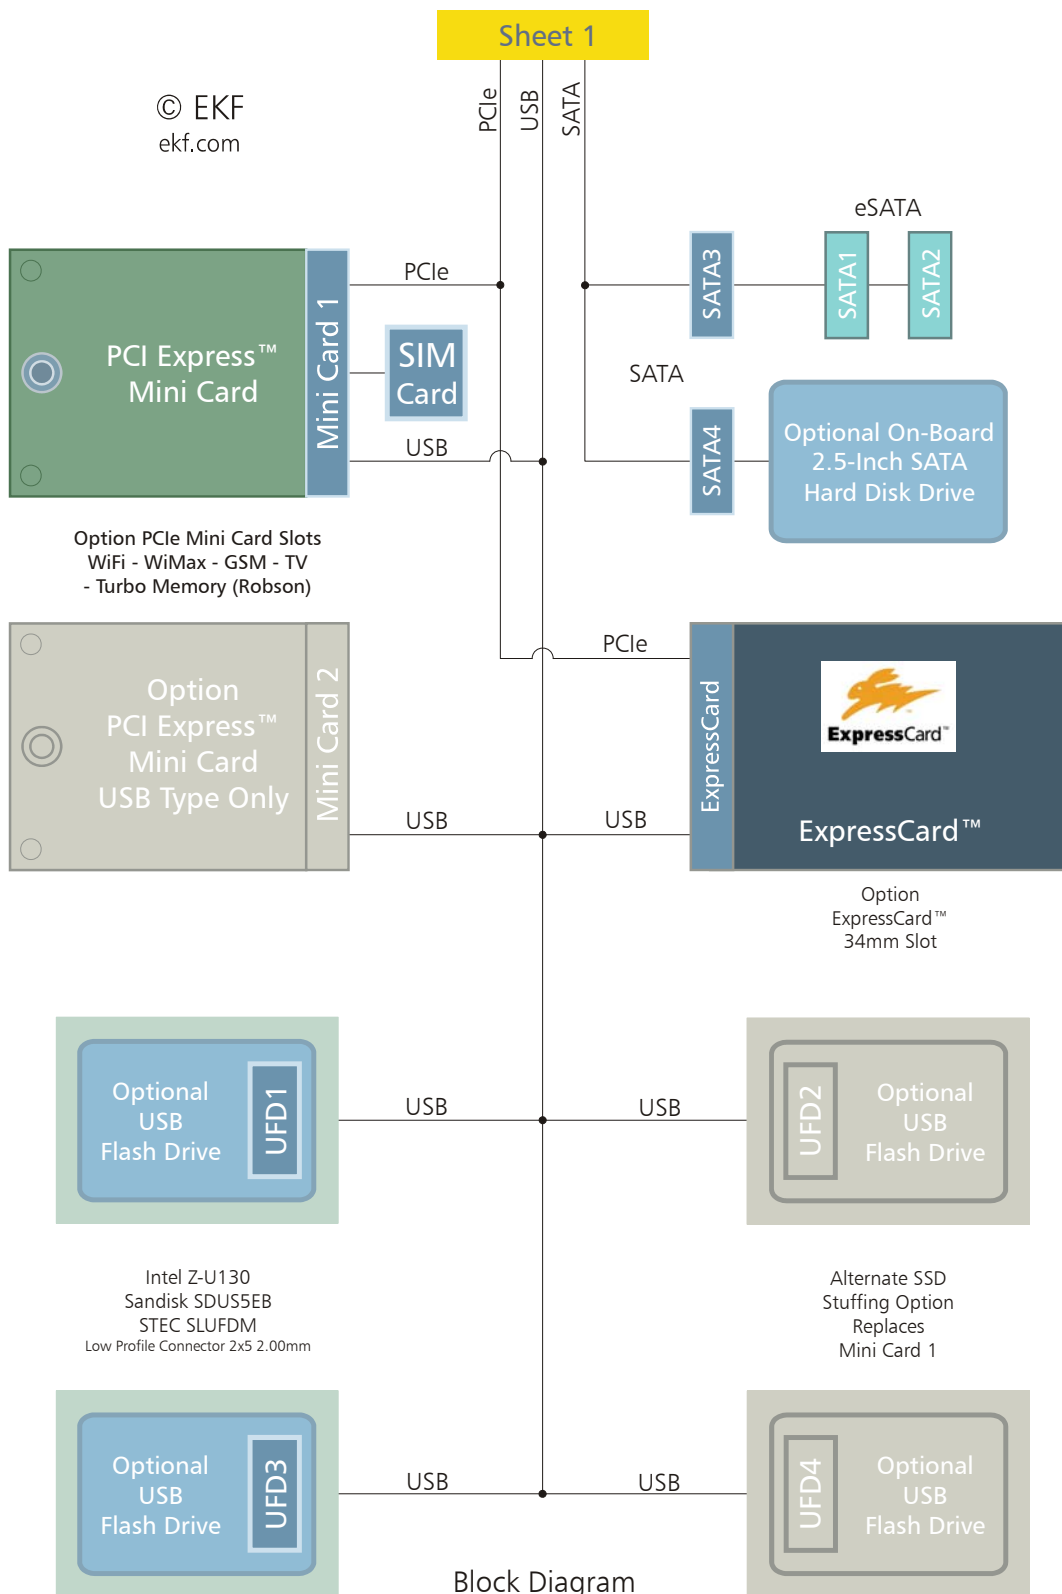 Sheet 1
© EKF
ekf.com
PCIe
USB
SATA
eSATA
PCI Express™
Mini Card
Mini Card 1
PCIe
SIM
Card
USB
SATA3
SATA1
SATA2
SATA
SATA4
Optional On-Board
2.5-Inch SATA
Hard Disk Drive
Option PCIe Mini Card Slots
WiFi - WiMax - GSM - TV
- Turbo Memory (Robson)
Option
PCI Express™
Mini Card
USB Type Only
Mini Card 2
USB
PCIe
USB
ExpressCard
ExpressCard™
ExpressCard™
Option
ExpressCard™
34mm Slot
Optional
USB
Flash Drive
UFD1
USB
USB
UFD2
Optional
USB
Flash Drive
Intel Z-U130
Sandisk SDUS5EB
STEC SLUFDM
Low Profile Connector 2x5 2.00mm
Alternate SSD
Stuffing Option
Replaces
Mini Card 1
Optional
USB
Flash Drive
UFD3
USB
USB
UFD4
Optional
USB
Flash Drive
Block Diagram